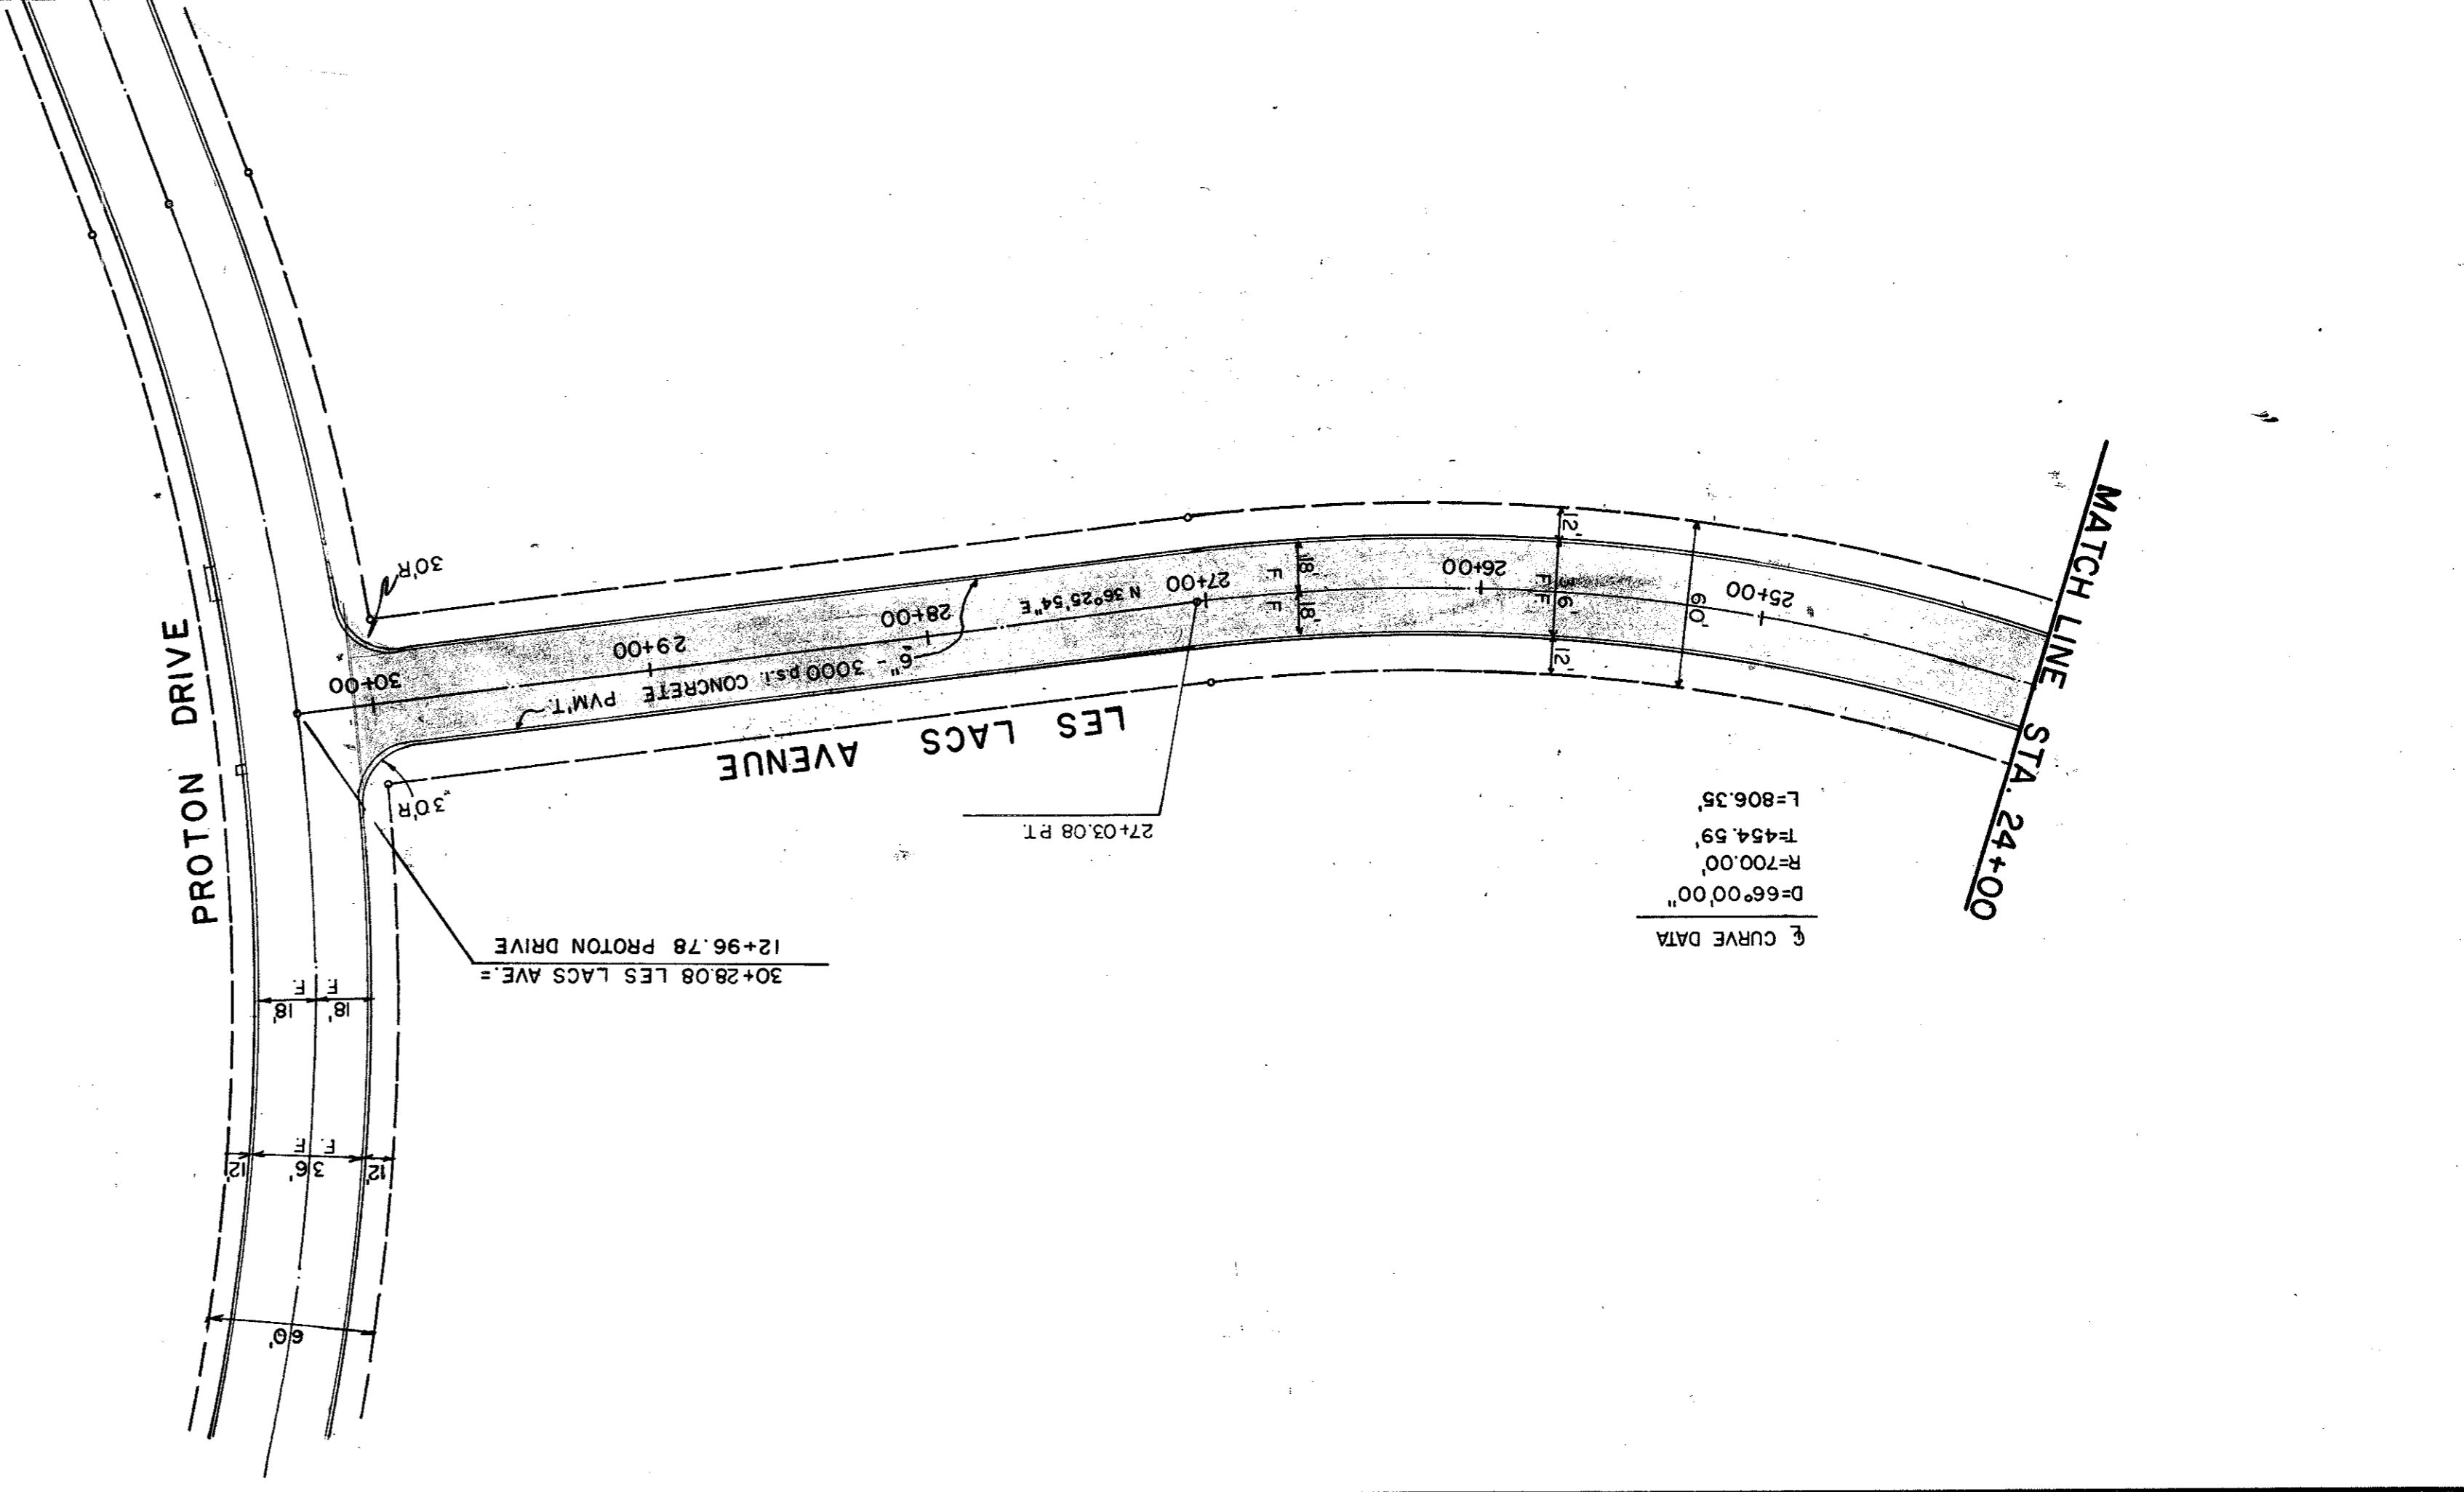 MATCH LINE STA. 24+00
℄ CURVE DATA
D=66°00'00"
R=700.00'
T=454.59'
L=806.35'
25+00
60'
12'
36'
F. F.
12'
26+00
18'
F.
18'
F.
27+00
27+03.08 P.T.
N 36°25'54"E
LES LACS AVENUE
28+00
6" - 3000 p.s.i. CONCRETE PVM'T.
29+00
30+00
30'R
30'R
30+28.08 LES LACS AVE.=
12+96.78 PROTON DRIVE
PROTON DRIVE
18'
F.
18'
F.
12'
36'
F. F.
12'
60'